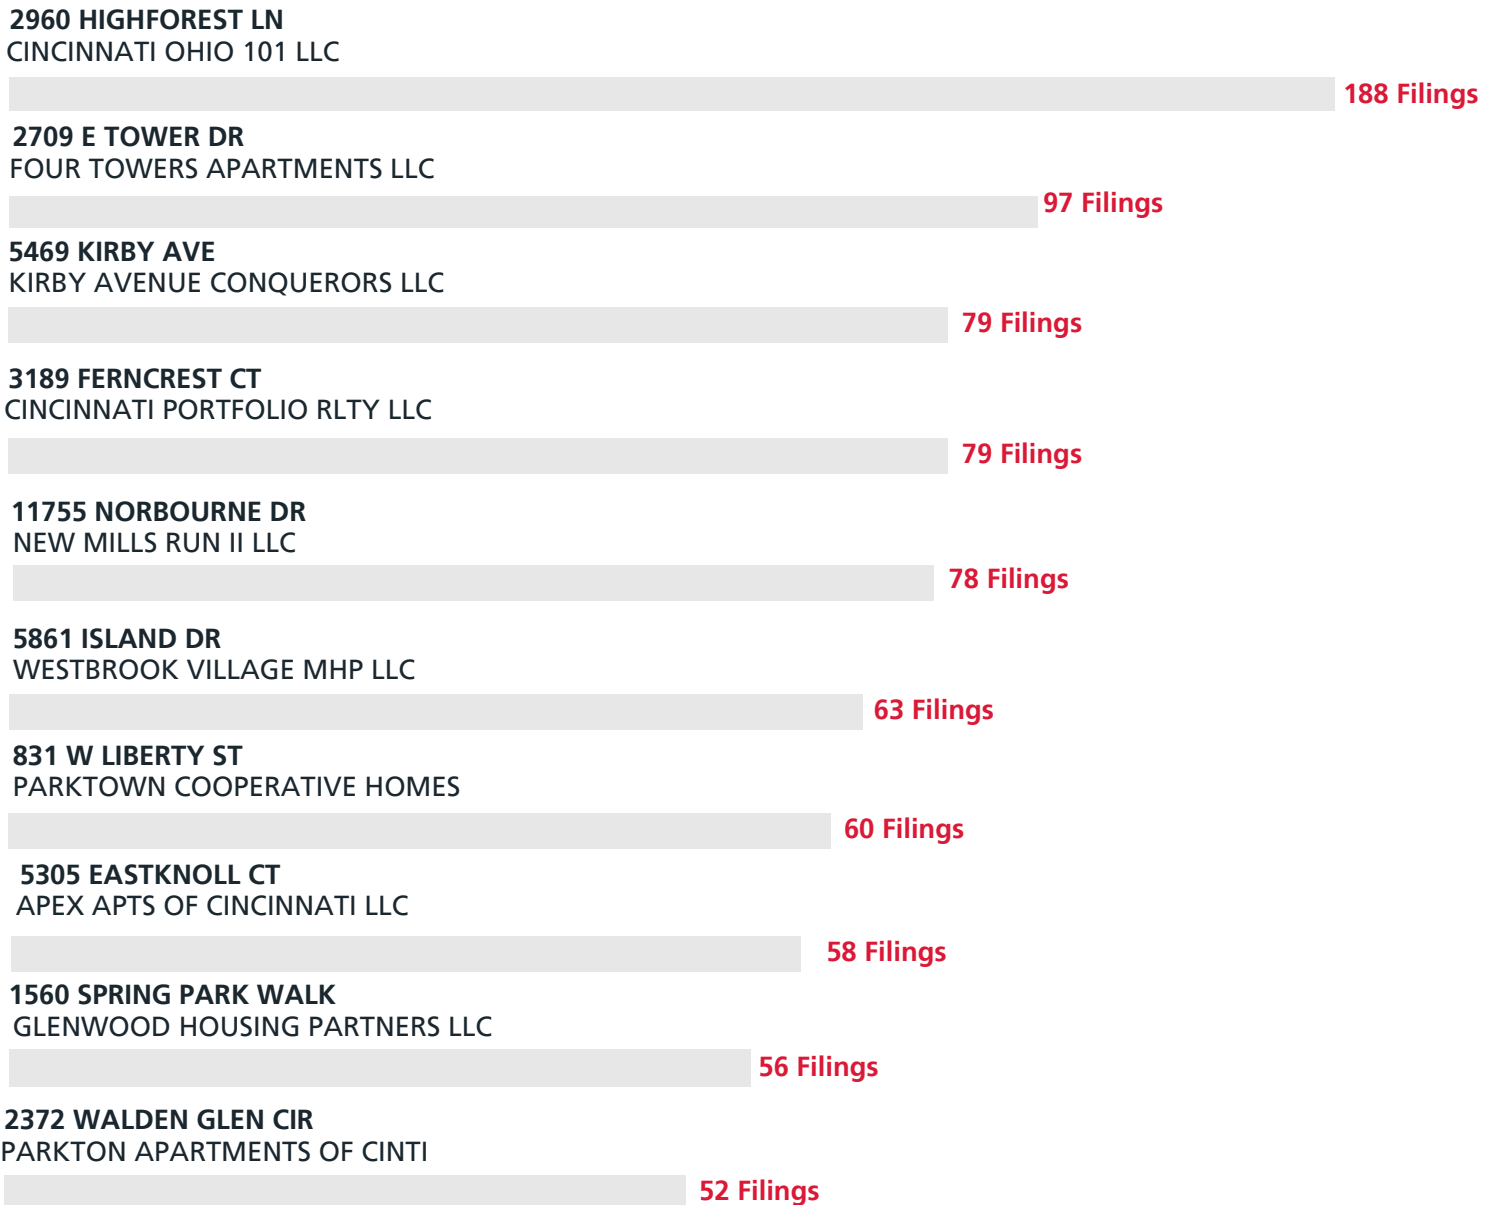 2960 HIGHFOREST LN
CINCINNATI OHIO 101 LLC
188 Filings
2709 E TOWER DR
FOUR TOWERS APARTMENTS LLC
97 Filings
5469 KIRBY AVE
KIRBY AVENUE CONQUERORS LLC
79 Filings
3189 FERNCREST CT
CINCINNATI PORTFOLIO RLTY LLC
79 Filings
11755 NORBOURNE DR
NEW MILLS RUN II LLC
78 Filings
5861 ISLAND DR
WESTBROOK VILLAGE MHP LLC
63 Filings
831 W LIBERTY ST
PARKTOWN COOPERATIVE HOMES
60 Filings
5305 EASTKNOLL CT
APEX APTS OF CINCINNATI LLC
58 Filings
1560 SPRING PARK WALK
GLENWOOD HOUSING PARTNERS LLC
56 Filings
2372 WALDEN GLEN CIR
PARKTON APARTMENTS OF CINTI
52 Filings